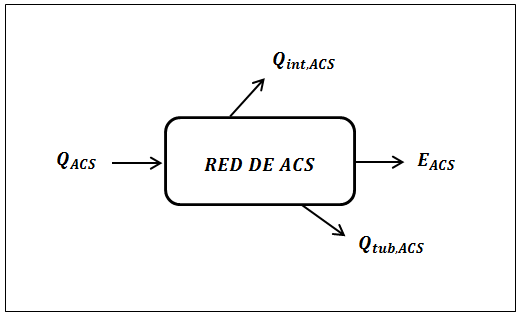 Q_int,ACS
Q_ACS
RED DE ACS
E_ACS
Q_tub,ACS